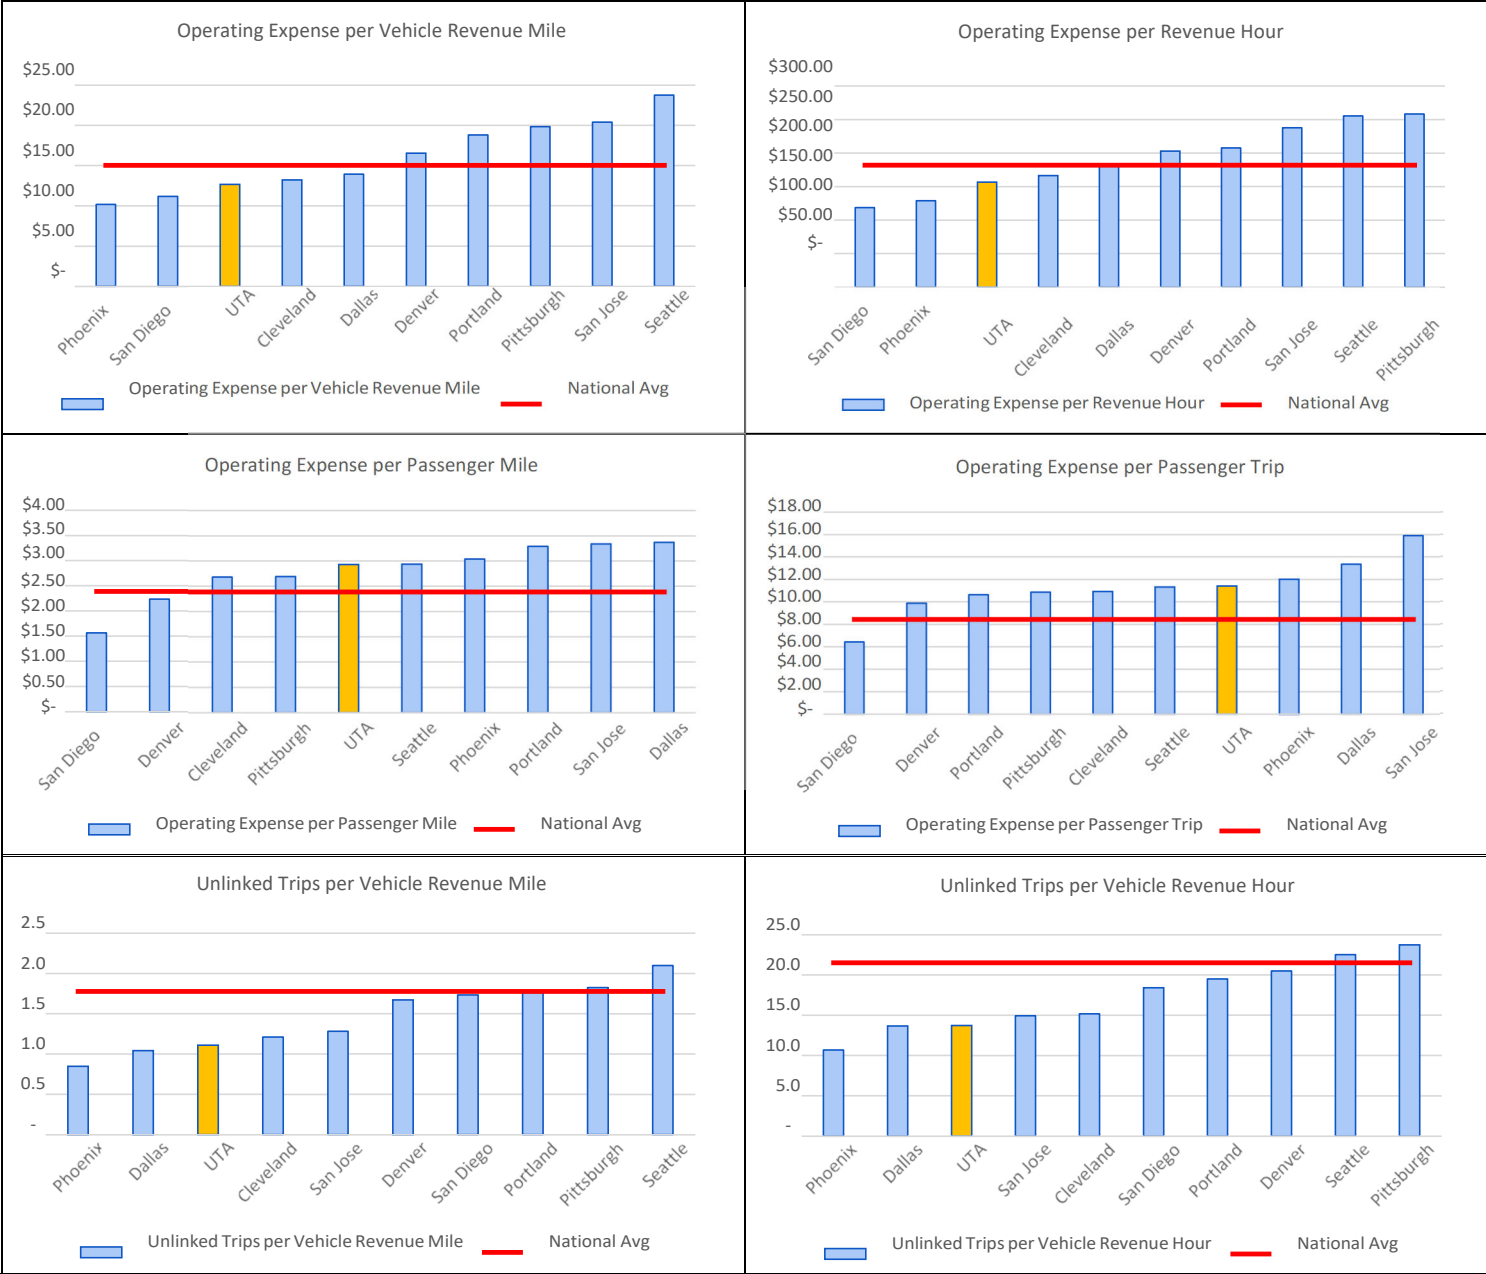 Operating Expense per Vehicle Revenue Mile
$25.00
$20.00
$15.00
$10.00
$5.00
$-
Phoenix
San Diego
UTA
Cleveland
Dallas
Denver
Portland
Pittsburgh
San Jose
Seattle
Operating Expense per Vehicle Revenue Mile
National Avg
Operating Expense per Revenue Hour
$300.00
$250.00
$200.00
$150.00
$100.00
$50.00
$-
San Diego
Phoenix
UTA
Cleveland
Dallas
Denver
Portland
San Jose
Seattle
Pittsburgh
Operating Expense per Revenue Hour
National Avg
Operating Expense per Passenger Mile
$4.00
$3.50
$3.00
$2.50
$2.00
$1.50
$1.00
$0.50
$-
San Diego
Denver
Cleveland
Pittsburgh
UTA
Seattle
Phoenix
Portland
San Jose
Dallas
Operating Expense per Passenger Mile
National Avg
Operating Expense per Passenger Trip
$18.00
$16.00
$14.00
$12.00
$10.00
$8.00
$6.00
$4.00
$2.00
$-
San Diego
Denver
Portland
Pittsburgh
Cleveland
Seattle
UTA
Phoenix
Dallas
San Jose
Operating Expense per Passenger Trip
National Avg
Unlinked Trips per Vehicle Revenue Mile
2.5
2.0
1.5
1.0
0.5
-
Phoenix
Dallas
UTA
Cleveland
San Jose
Denver
San Diego
Portland
Pittsburgh
Seattle
Unlinked Trips per Vehicle Revenue Mile
National Avg
Unlinked Trips per Vehicle Revenue Hour
25.0
20.0
15.0
10.0
5.0
-
Phoenix
Dallas
UTA
San Jose
Cleveland
San Diego
Portland
Denver
Seattle
Pittsburgh
Unlinked Trips per Vehicle Revenue Hour
National Avg